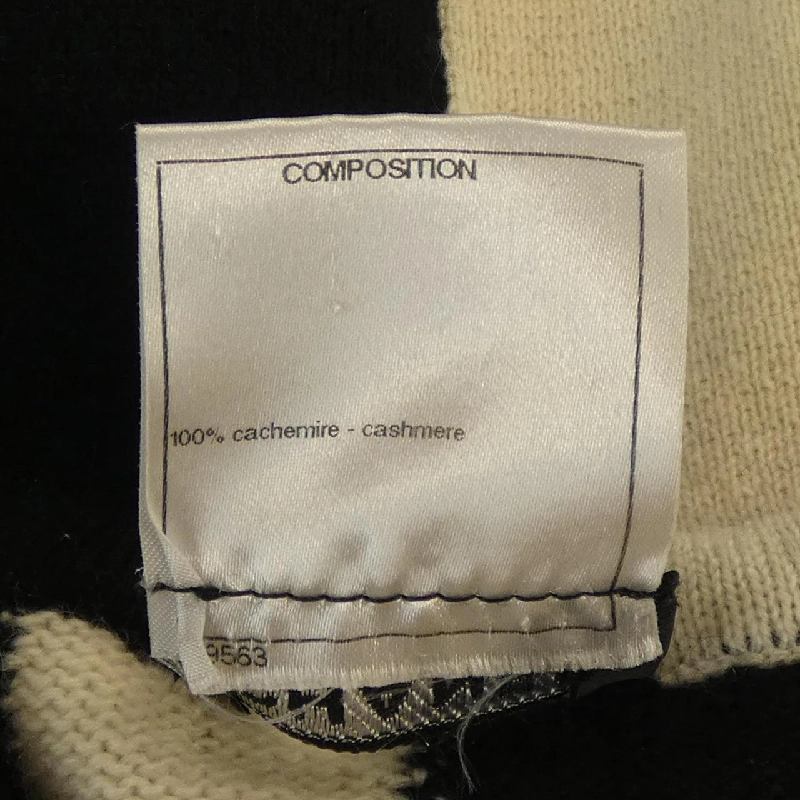 COMPOSITION
100% cachemire - cashmere
9563